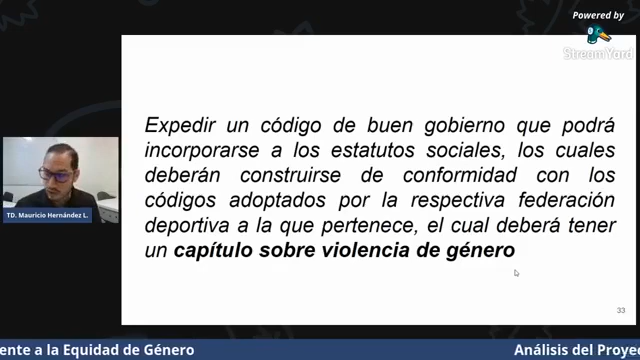 Powered by
StreamYard
Expedir un código de buen gobierno que podrá
incorporarse a los estatutos sociales, los cuales
deberán construirse de conformidad con los
códigos adoptados por la respectiva federación
deportiva a la que pertenece, el cual deberá tener
un capítulo sobre violencia de género
TD. Mauricio Hernández L.
33
ente a la Equidad de Género
Análisis del Proye